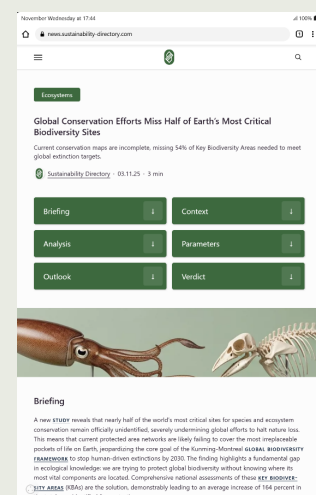 November Wednesday at 17:44
100%
news.sustainability-directory.com
Ecosystems
Global Conservation Efforts Miss Half of Earth's Most Critical
Biodiversity Sites
Current conservation maps are incomplete, missing 54% of Key Biodiversity Areas needed to meet
global extinction targets.
Sustainability Directory · 03.11.25 · 3 min
Briefing ↓ Context ↓
Analysis ↓ Parameters ↓
Outlook ↓ Verdict ↓
Briefing
A new STUDY reveals that nearly half of the world's most critical sites for species and ecosystem
conservation remain officially unidentified, severely undermining global efforts to halt nature loss.
This means that current protected area networks are likely failing to cover the most irreplaceable
pockets of life on Earth, jeopardizing the core goal of the Kunming-Montreal GLOBAL BIODIVERSITY
FRAMEWORK to stop human-driven extinctions by 2030. The finding highlights a fundamental gap
in ecological knowledge: we are trying to protect global biodiversity without knowing where its
most vital components are located. Comprehensive national assessments of these KEY BIODIVER-
SITY AREAS (KBAs) are the solution, demonstrably leading to an average increase of 164 percent in